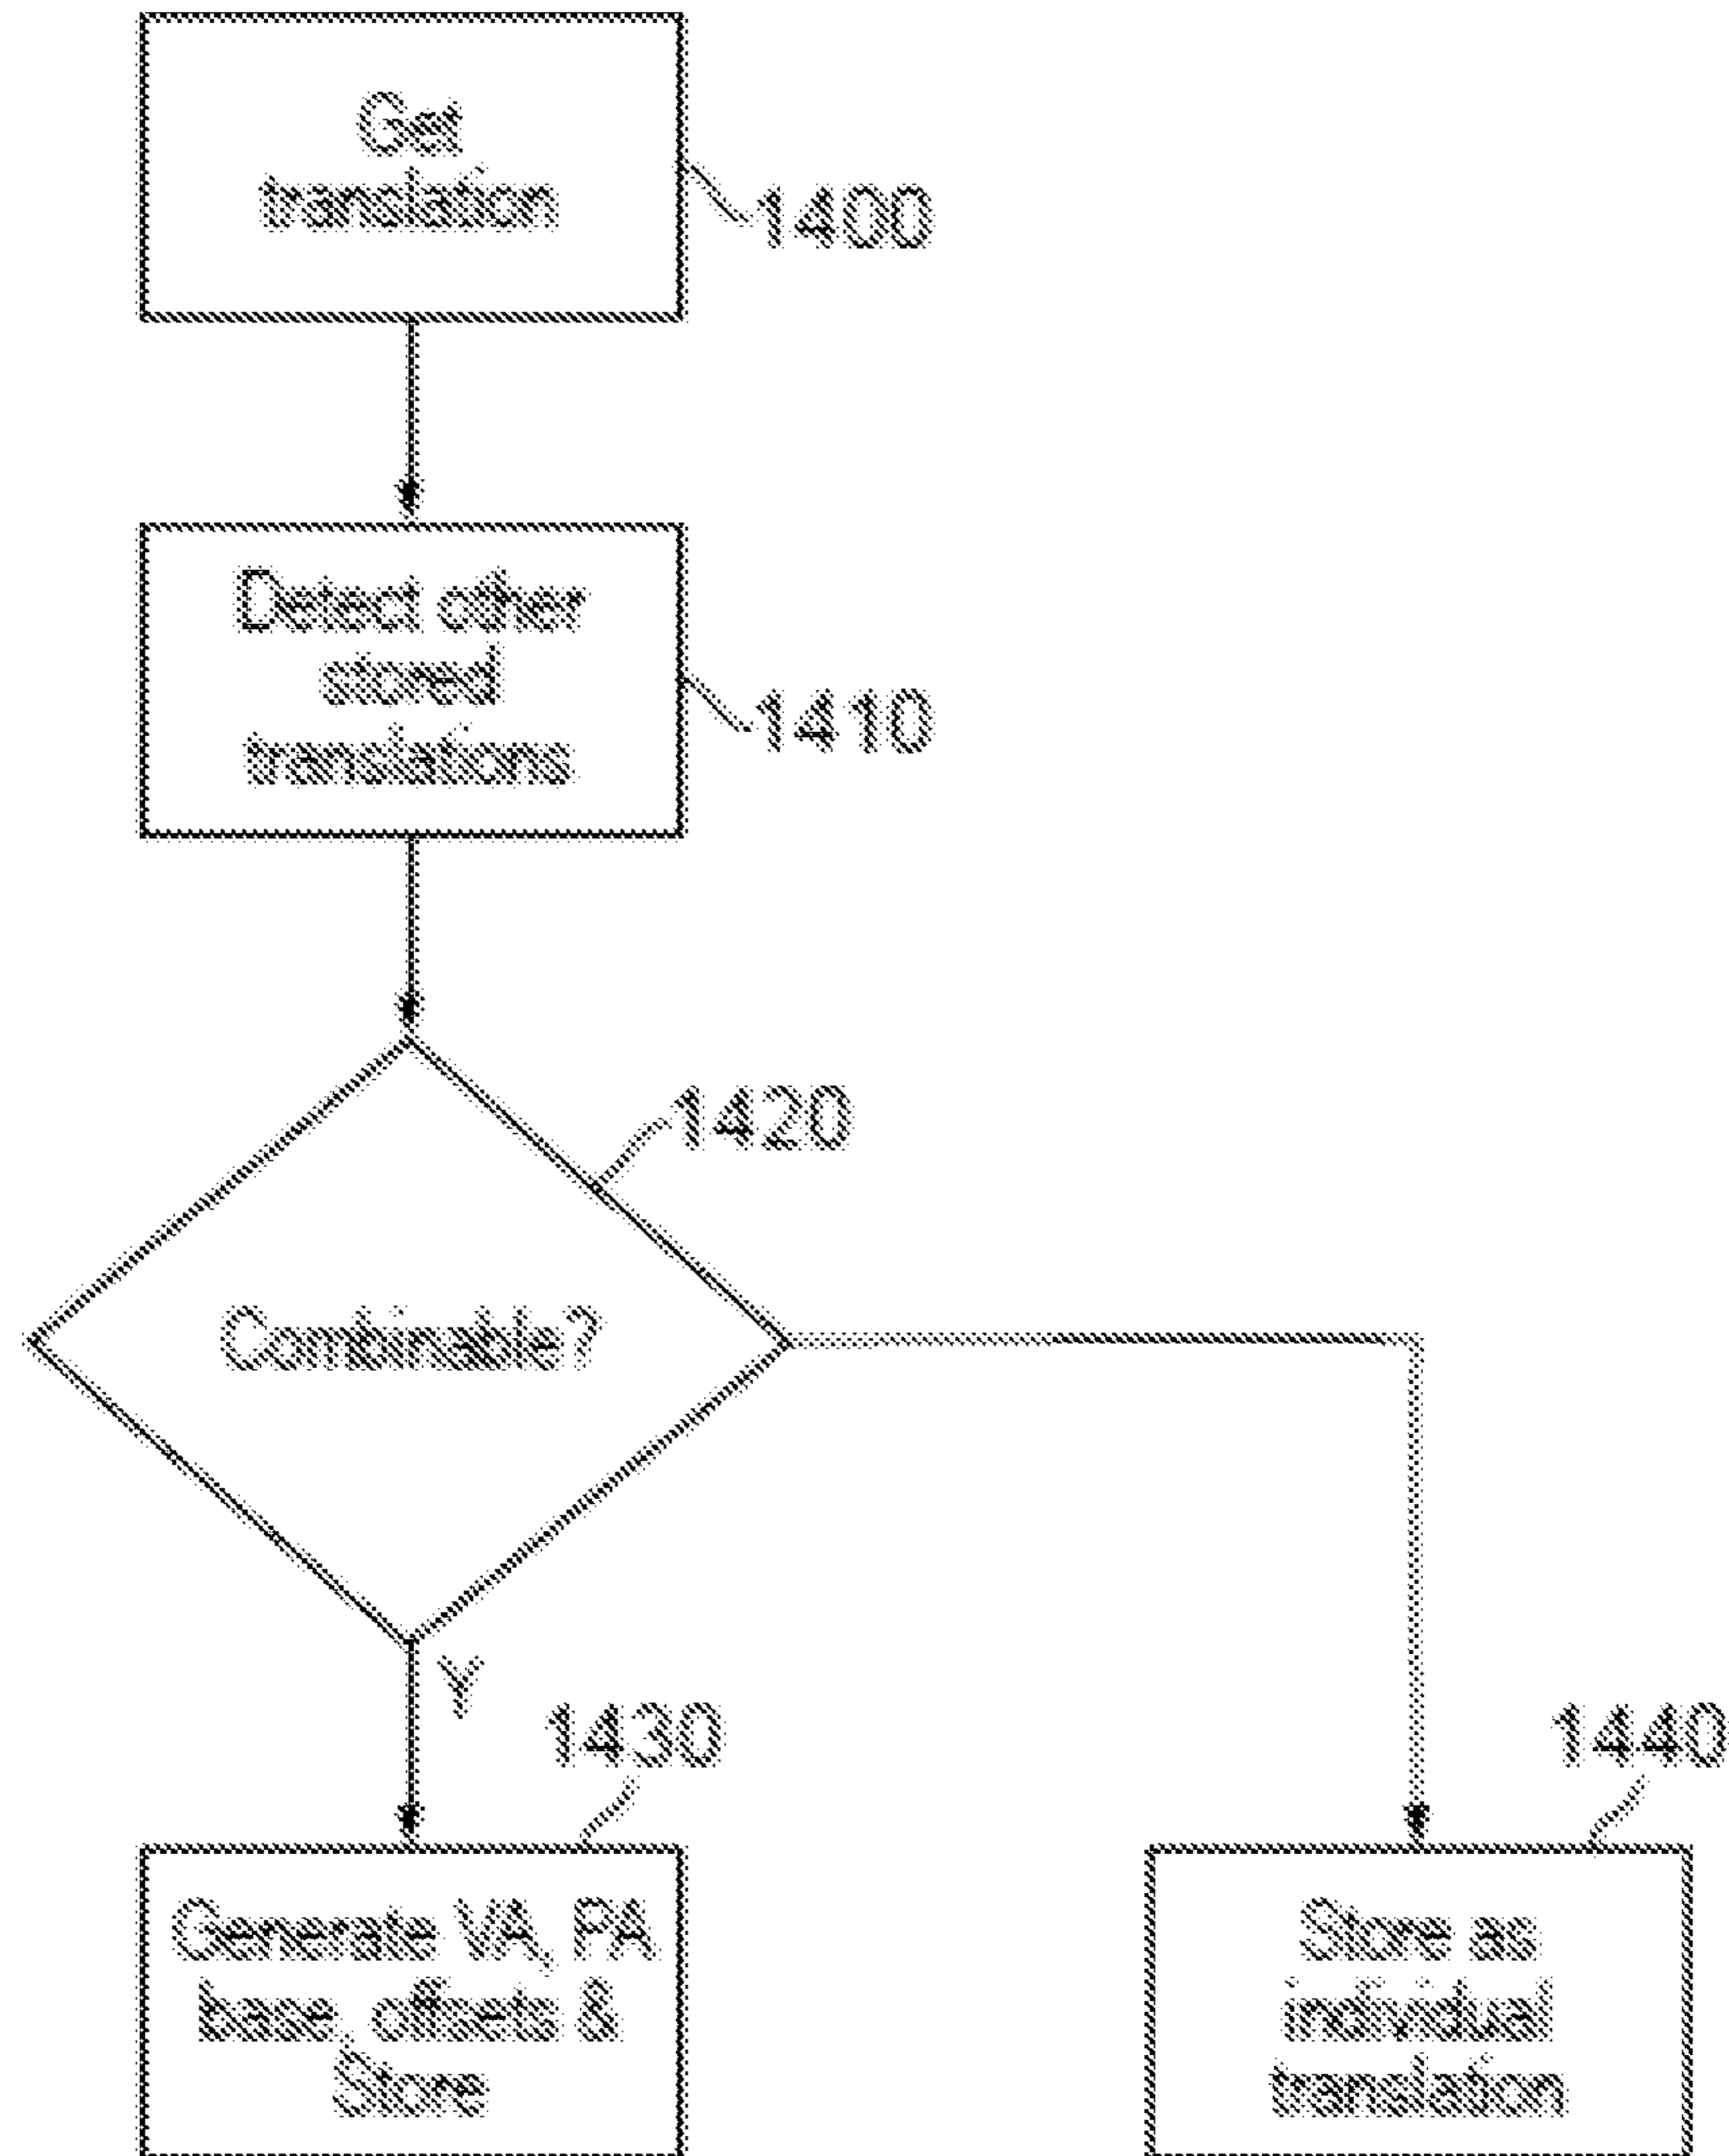 Get
translation
1400
Detect other
stored
translations
1410
1420
Combinable?
Y
1430
1440
Generate VA, PA
base, offsets &
Store
Store as
individual
translation